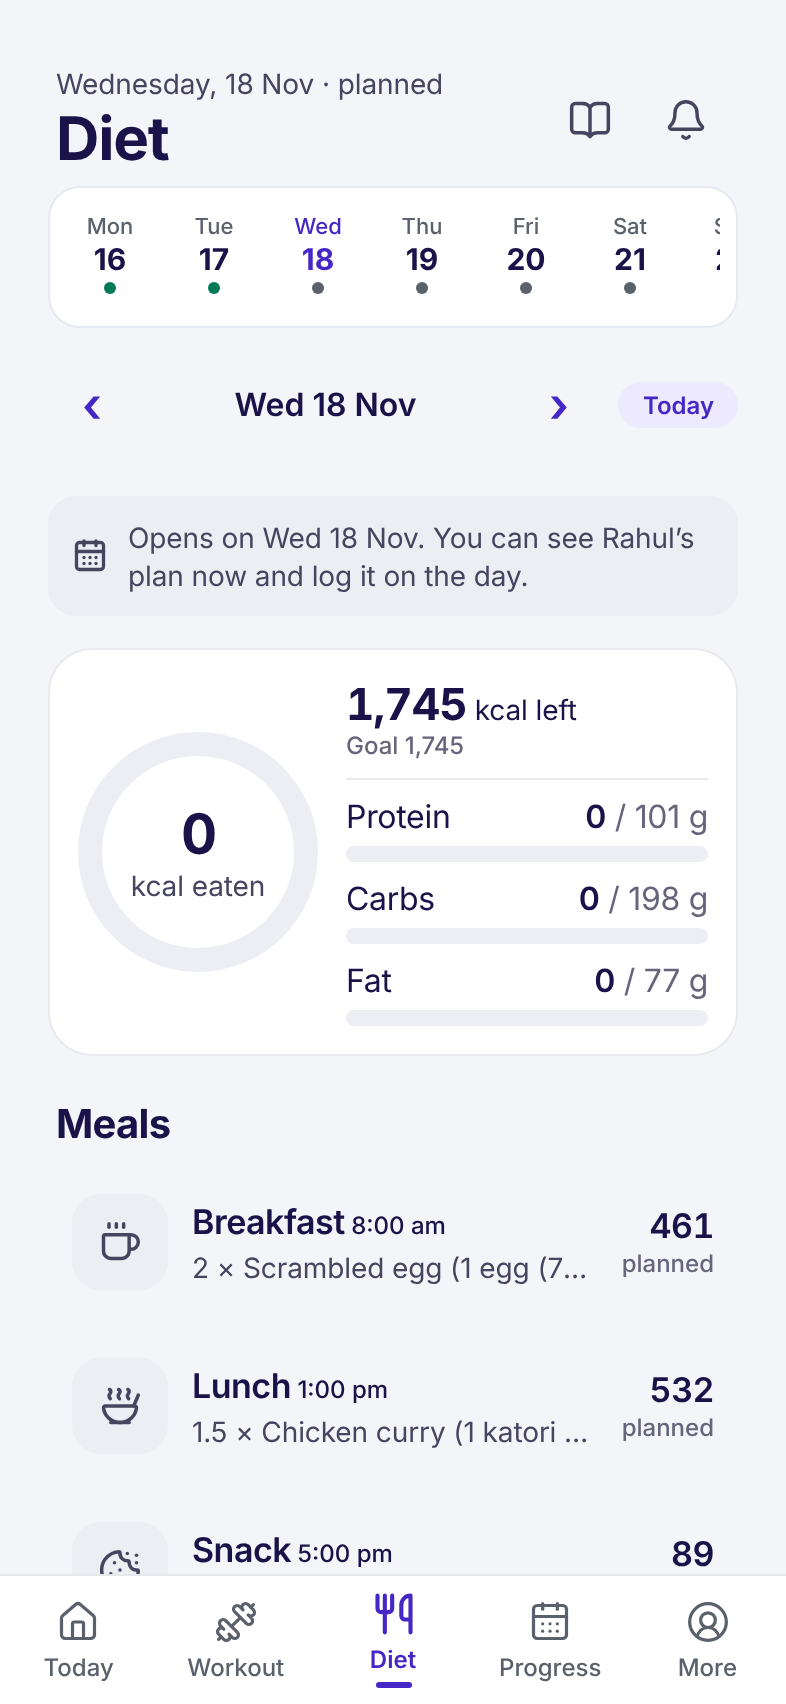 Wednesday, 18 Nov · planned
Diet
Mon Tue Wed Thu Fri Sat
16 17 18 19 20 21
‹ Wed 18 Nov › Today
Opens on Wed 18 Nov. You can see Rahul’s
plan now and log it on the day.
1,745 kcal left
Goal 1,745
0
kcal eaten
Protein 0 / 101 g
Carbs 0 / 198 g
Fat 0 / 77 g
Meals
Breakfast 8:00 am 461
2 × Scrambled egg (1 egg (7... planned
Lunch 1:00 pm 532
1.5 × Chicken curry (1 katori ... planned
Snack 5:00 pm 89
Today Workout Diet Progress More